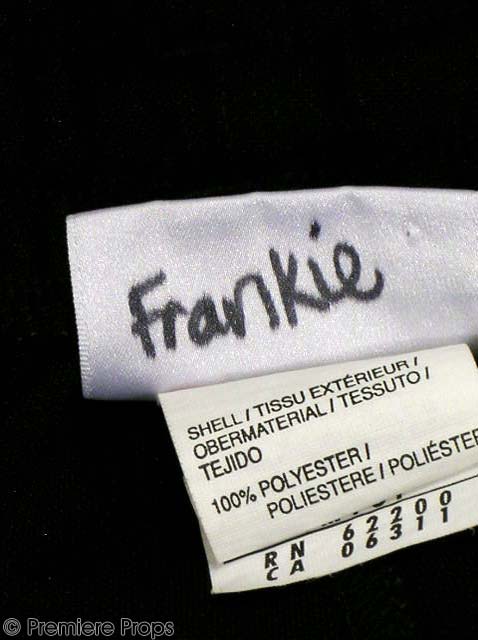 Frankie
SHELL / TISSU EXTÉRIEUR /
OBERMATERIAL / TESSUTO /
TEJIDO
100% POLYESTER /
POLIESTERE / POLIÉSTER
RN 62200
CA 06311
© Premiere Props